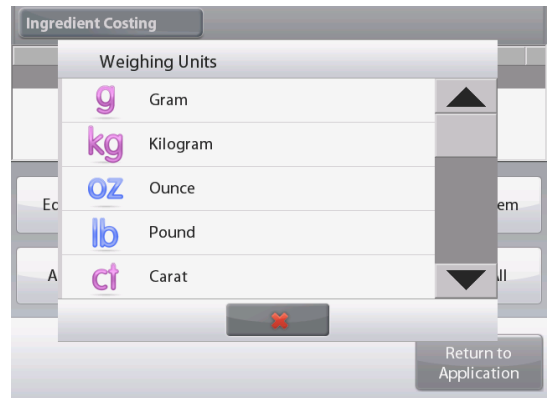 Ingredient Costing
Weighing Units
g Gram
kg Kilogram
oz Ounce
lb Pound
ct Carat
Return to
Application